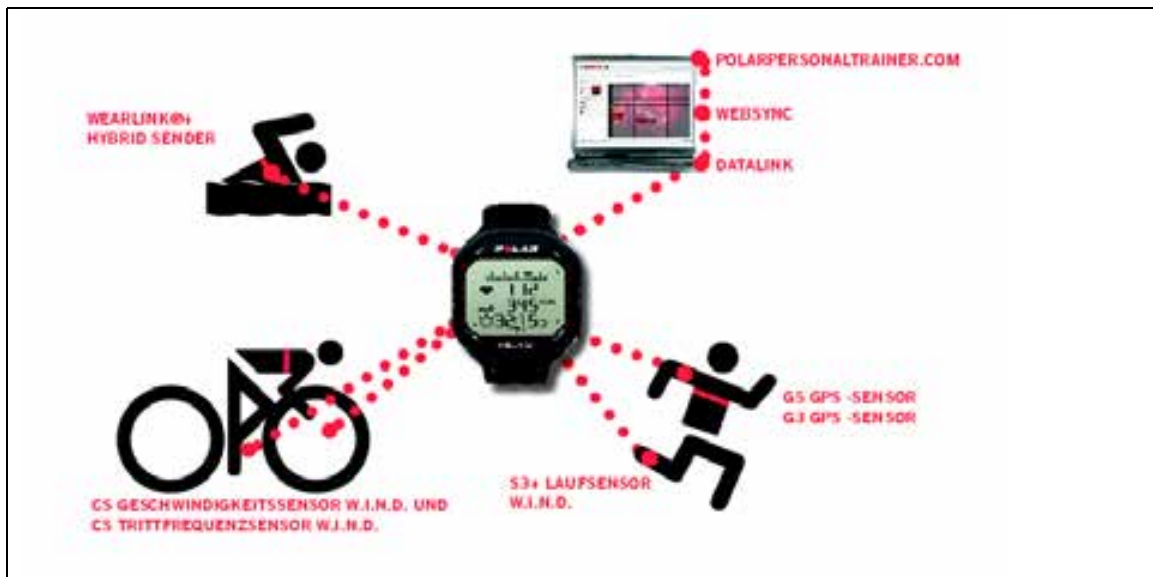 POLARPERSONALTRAINER.COM
WEARLINK®+
HYBRID SENDER
WEBSYNC
DATALINK
POLAR
G5 GPS -SENSOR
G3 GPS -SENSOR
S3+ LAUFSENSOR
W.I.N.D.
CS GESCHWINDIGKEITSSENSOR W.I.N.D. UND
CS TRITTFREQUENZSENSOR W.I.N.D.